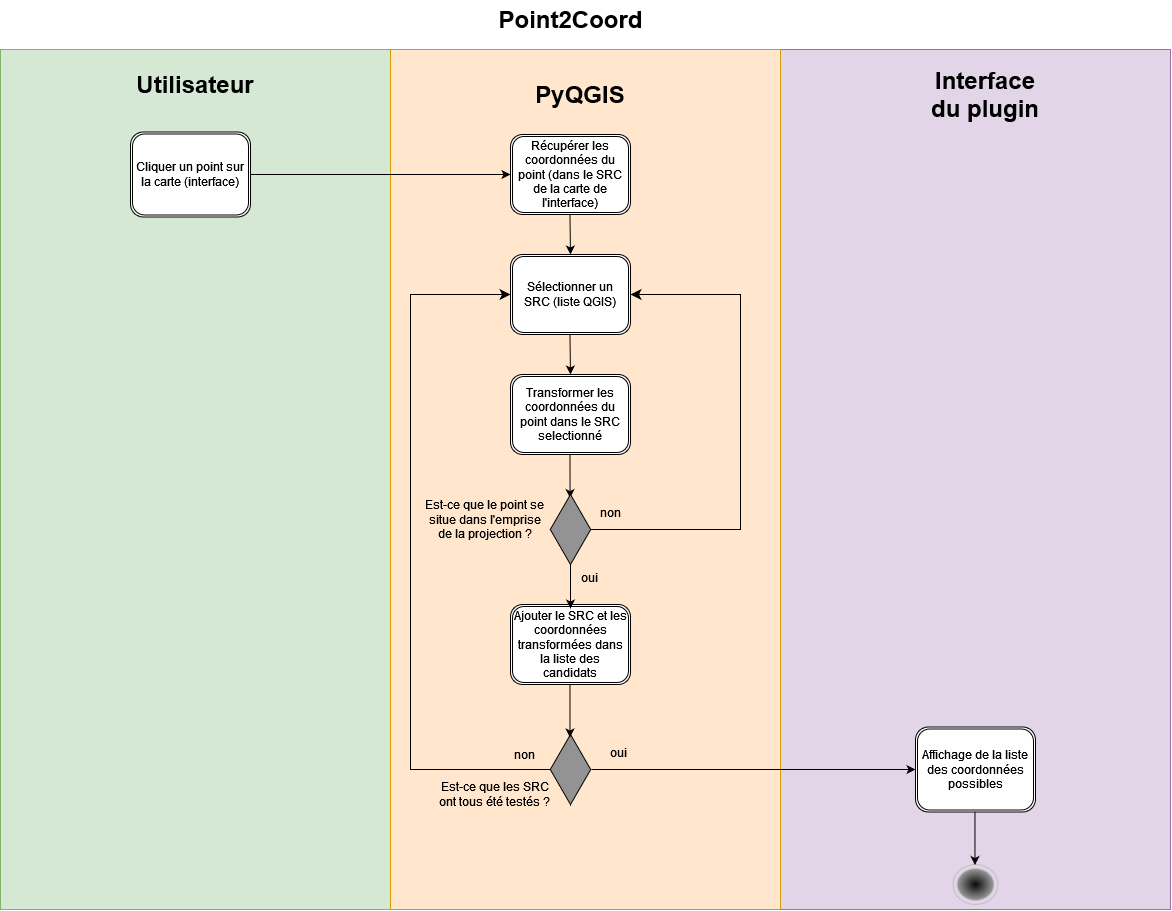 Point2Coord
Utilisateur
PyQGIS
Interface
du plugin
Cliquer un point sur
la carte (interface)
Récupérer les
coordonnées du
point (dans le SRC
de la carte de
l'interface)
Sélectionner un
SRC (liste QGIS)
Transformer les
coordonnées du
point dans le SRC
selectionné
Est-ce que le point se
situe dans l'emprise
de la projection ?
non
oui
Ajouter le SRC et les
coordonnées
transformées dans
la liste des
candidats
non
oui
Est-ce que les SRC
ont tous été testés ?
Affichage de la liste
des coordonnées
possibles